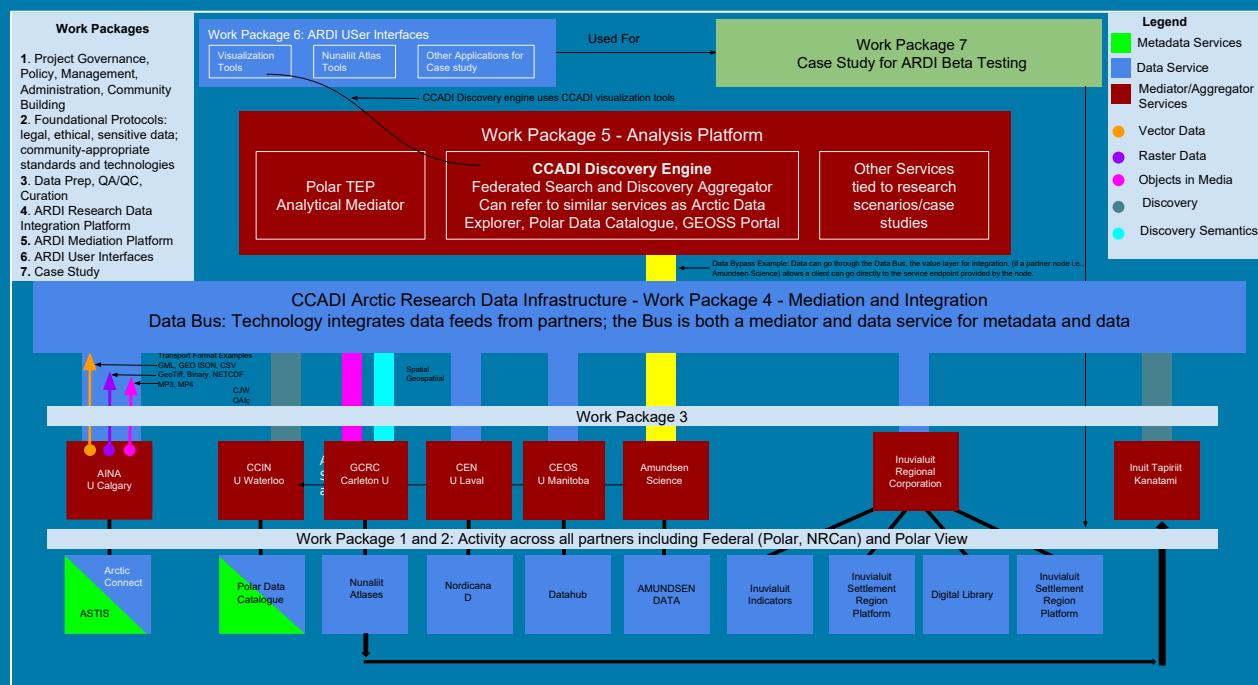 Work Packages
1. Project Governance,
Policy, Management,
Administration, Community
Building
2. Foundational Protocols:
legal, ethical, sensitive data;
community-appropriate
standards and technologies
3. Data Prep, QA/QC,
Curation
4. ARDI Research Data
Integration Platform
5. ARDI Mediation Platform
6. ARDI User Interfaces
7. Case Study
Work Package 6: ARDI USer Interfaces
Visualization
Tools
Nunaliit Atlas
Tools
Other Applications for
Case study
Used For
Work Package 7
Case Study for ARDI Beta Testing
Legend
Metadata Services
Data Service
Mediator/Aggregator
Services
Vector Data
Raster Data
Objects in Media
Discovery
Discovery Semantics
CCADI Discovery engine uses CCADI visualization tools
Work Package 5 - Analysis Platform
Polar TEP
Analytical Mediator
CCADI Discovery Engine
Federated Search and Discovery Aggregator
Can refer to similar services as Arctic Data
Explorer, Polar Data Catalogue, GEOSS Portal
Other Services
tied to research
scenarios/case
studies
Data Bypass Example: Data can go through the Data Bus, the value layer for integration, (if a partner node i.e.,
Amundsen Science) allows a client can go directly to the service endpoint provided by the node.
CCADI Arctic Research Data Infrastructure - Work Package 4 - Mediation and Integration
Data Bus: Technology integrates data feeds from partners; the Bus is both a mediator and data service for metadata and data
Transport Format Examples
GML, GEO ISON, CSV
GeoTiff, Binary, NETCDF
MP3, MP4
CJW
Spatial
Geospatiial
Work Package 3
AINA
U Calgary
CCIN
U Waterloo
GCRC
Carleton U
CEN
U Laval
CEOS
U Manitoba
Amundsen
Science
Inuvialuit
Regional
Corporation
Inuit Tapiriit
Kanatami
Work Package 1 and 2: Activity across all partners including Federal (Polar, NRCan) and Polar View
Arctic
Connect
ASTIS
Polar Data
Catalogue
Nunaliit
Atlases
Nordicana
D
Datahub
AMUNDSEN
DATA
Inuvialuit
Indicators
Inuvialuit
Settlement
Region
Platform
Digital Library
Inuvialuit
Settlement
Region
Platform